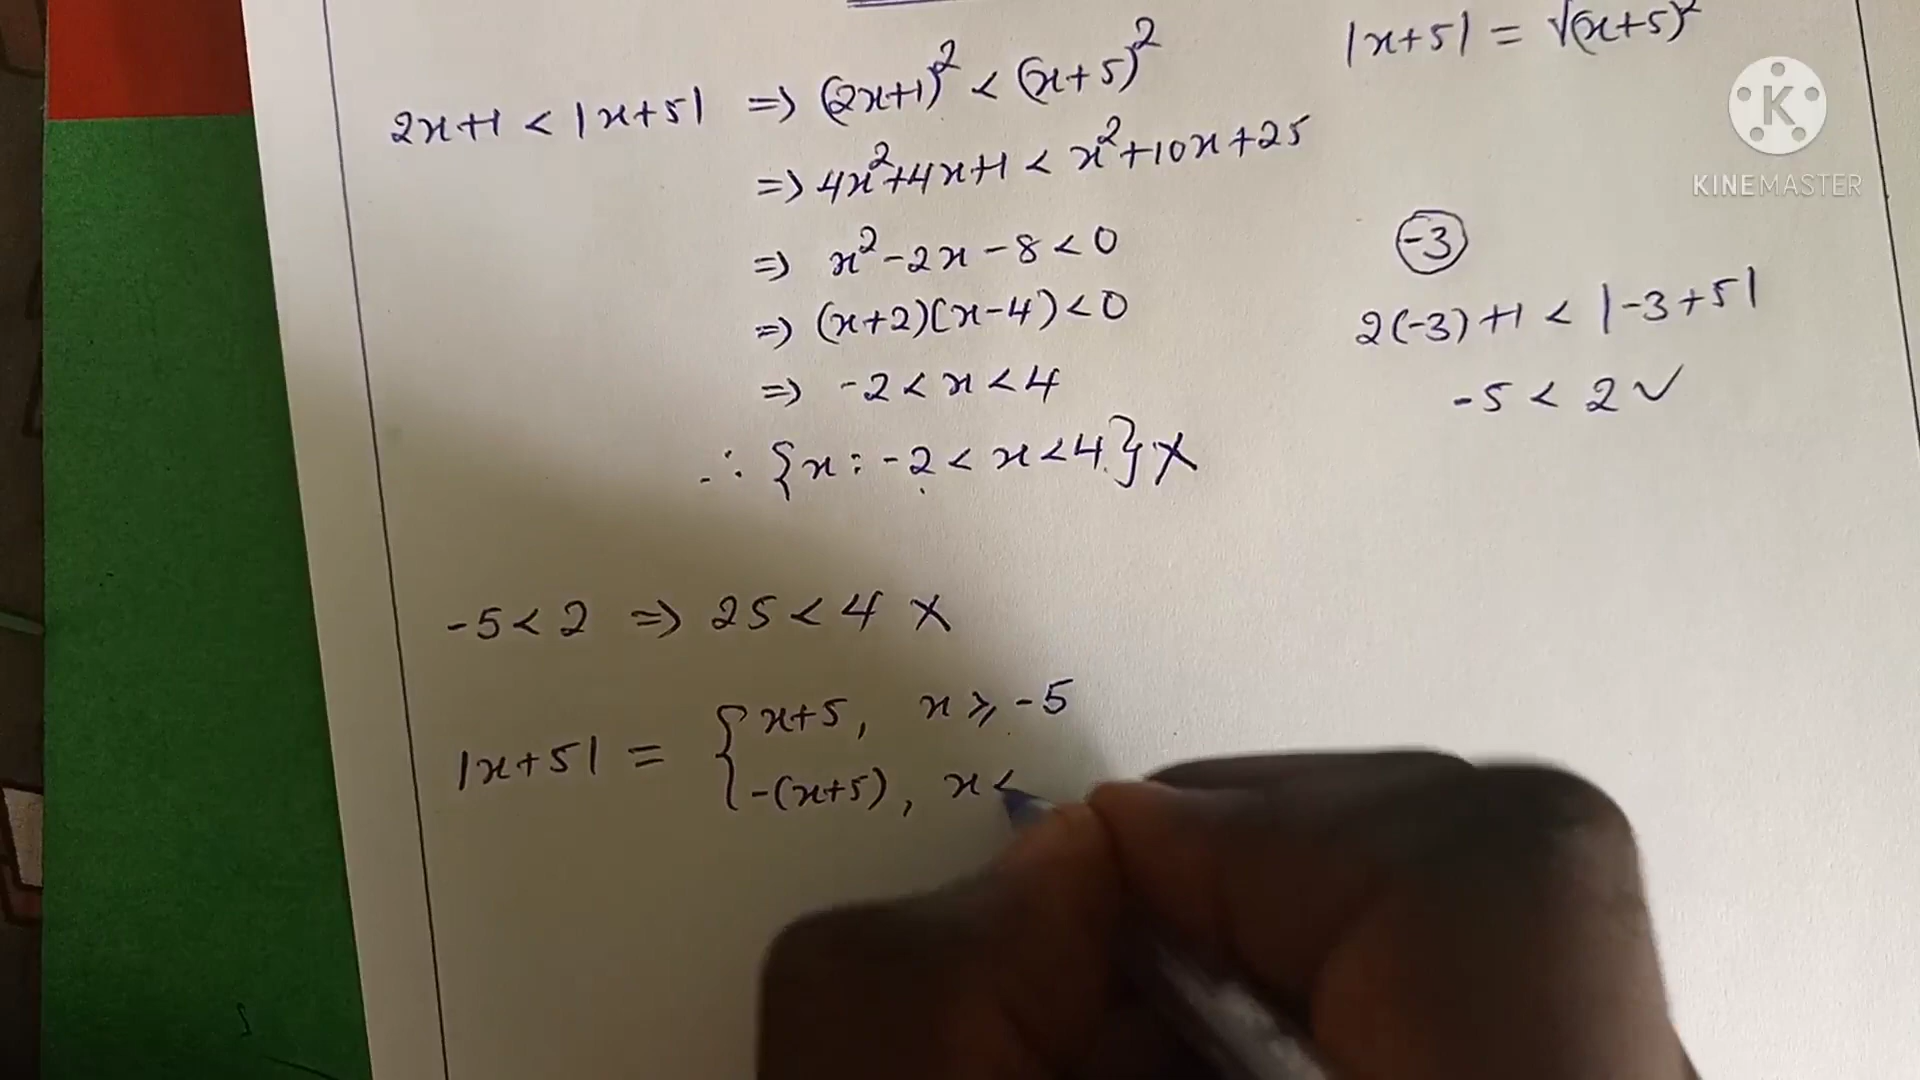 |x+5| = √(x+5)²
2x+1 < |x+5| => (2x+1)² < (x+5)²
=> 4x²+4x+1 < x²+10x+25
=> x²-2x-8<0
=> (x+2)(x-4)<0
=> -2<x<4
∴ {x: -2<x<4} X
-3
2(-3)+1 < |-3+5|
-5 < 2 ✓
-5<2 => 25<4 X
|x+5| = { x+5, x ≥ -5
-(x+5), x <
KINEMASTER